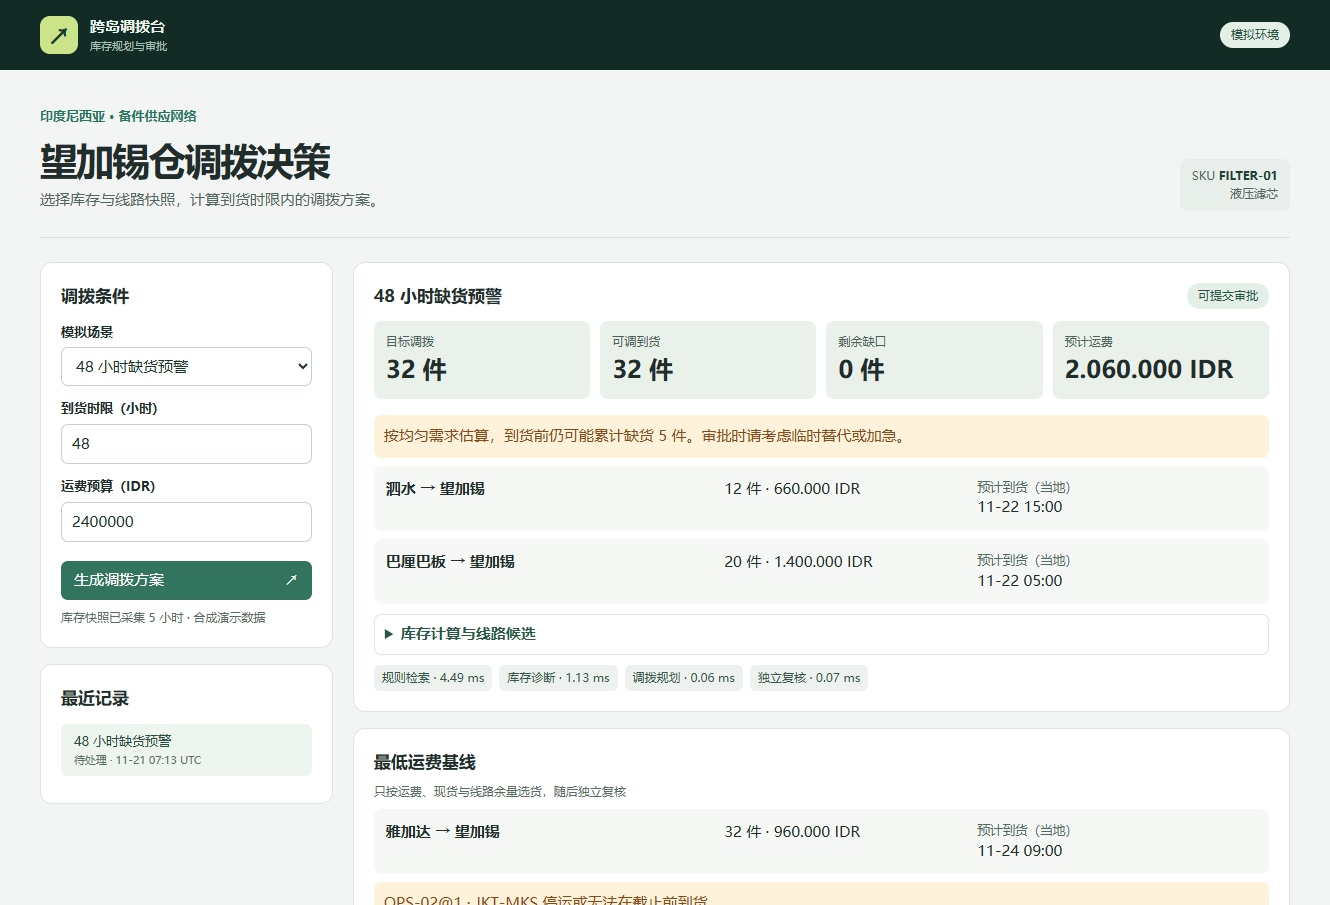 跨岛调拨台
库存规划与审批
模拟环境
印度尼西亚 • 备件供应网络
望加锡仓调拨决策
选择库存与线路快照，计算到货时限内的调拨方案。
SKU FILTER-01
液压滤芯
调拨条件
模拟场景
48 小时缺货预警
到货时限（小时）
48
运费预算（IDR）
2400000
生成调拨方案 ↗
库存快照已采集 5 小时 · 合成演示数据
最近记录
48 小时缺货预警
待处理 · 11-21 07:13 UTC
48 小时缺货预警
可提交审批
目标调拨
32 件
可调到货
32 件
剩余缺口
0 件
预计运费
2.060.000 IDR
按均匀需求估算，到货前仍可能累计缺货 5 件。审批时请考虑临时替代或加急。
泗水 → 望加锡
12 件 · 660.000 IDR
预计到货（当地）
11-22 15:00
巴厘巴板 → 望加锡
20 件 · 1.400.000 IDR
预计到货（当地）
11-22 05:00
▶ 库存计算与线路候选
规则检索 · 4.49 ms
库存诊断 · 1.13 ms
调拨规划 · 0.06 ms
独立复核 · 0.07 ms
最低运费基线
只按运费、现货与线路余量选货，随后独立复核
雅加达 → 望加锡
32 件 · 960.000 IDR
预计到货（当地）
11-24 09:00
OPS-02@1 · JKT-MKS 停运或无法在截止前到货